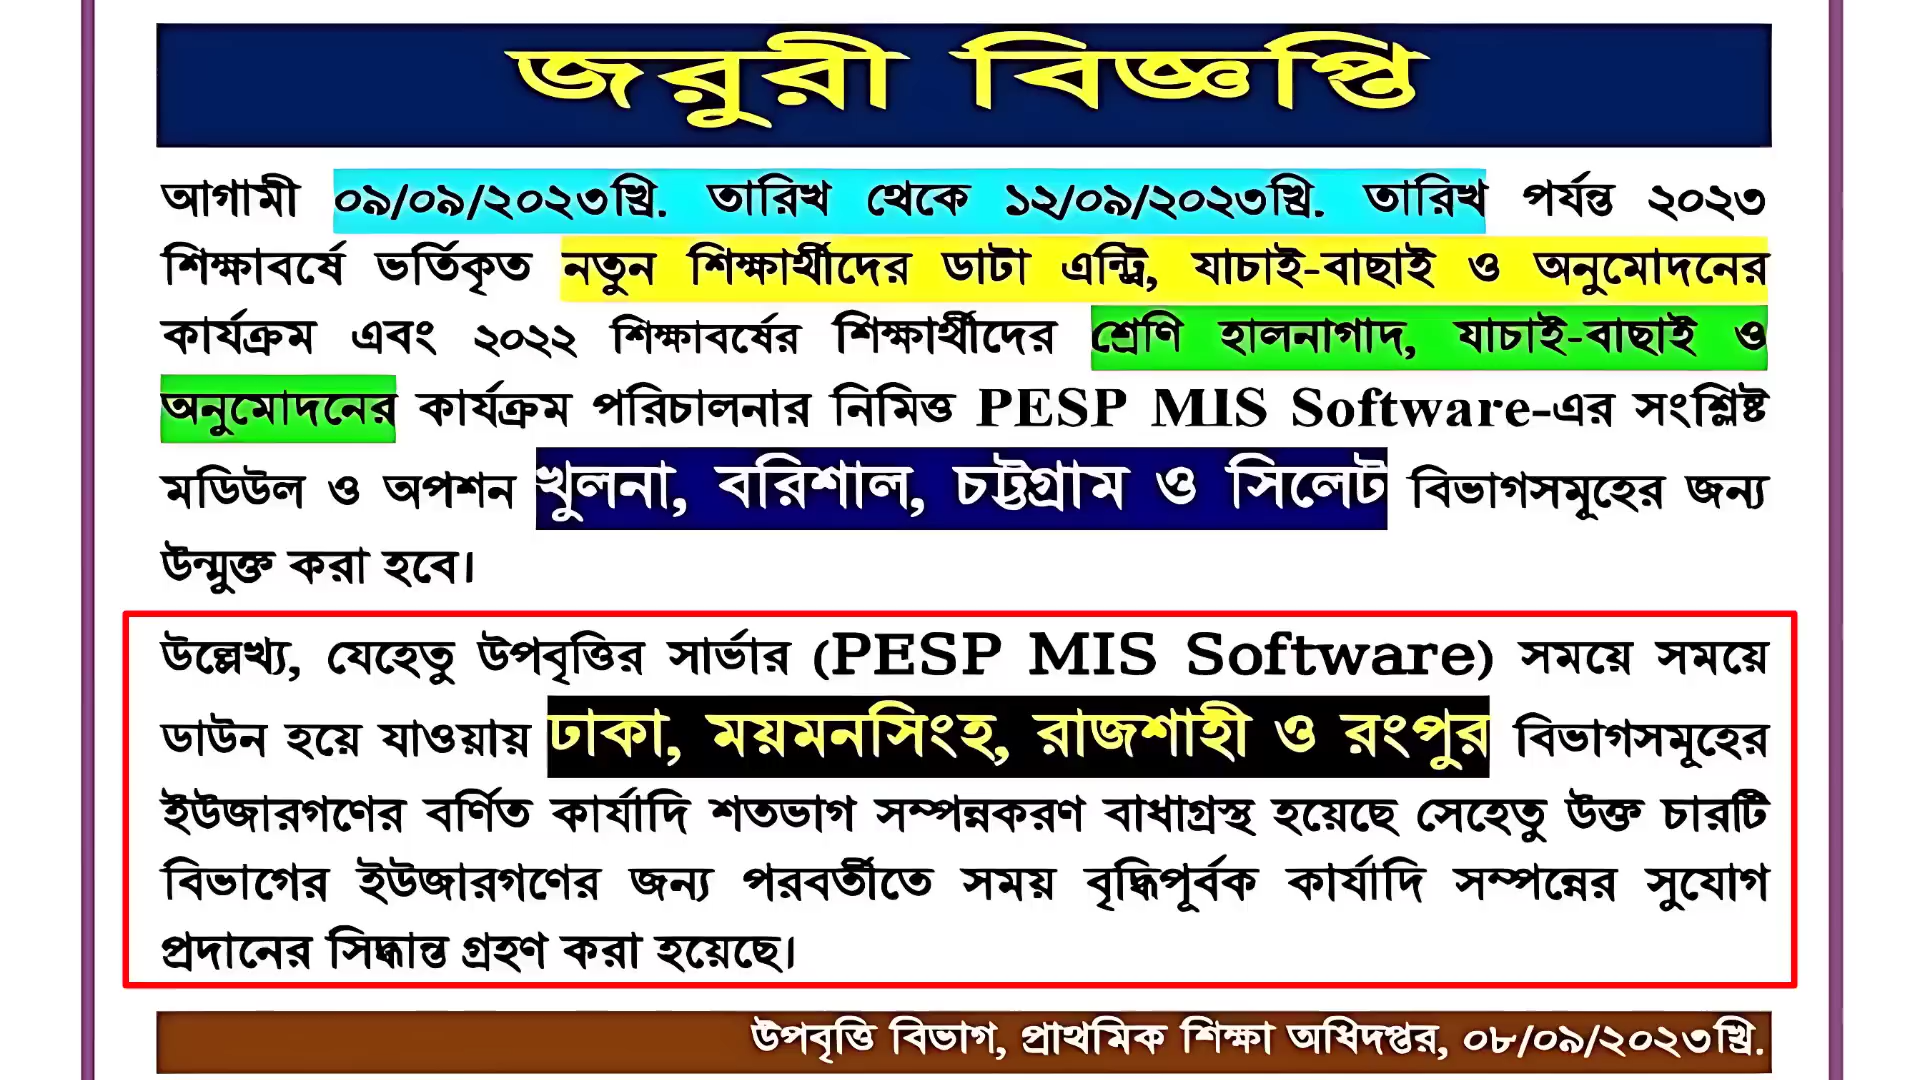 জরুরী বিজ্ঞপ্তি
আগামী ০৯/০৯/২০২৩খ্রি. তারিখ থেকে ১২/০৯/২০২৩খ্রি. তারিখ পর্যন্ত ২০২৩
শিক্ষাবর্ষে ভর্তিকৃত নতুন শিক্ষার্থীদের ডাটা এন্ট্রি, যাচাই-বাছাই ও অনুমোদনের
কার্যক্রম এবং ২০২২ শিক্ষাবর্ষের শিক্ষার্থীদের শ্রেণি হালনাগাদ, যাচাই-বাছাই ও
অনুমোদনের কার্যক্রম পরিচালনার নিমিত্ত PESP MIS Software-এর সংশ্লিষ্ট
মডিউল ও অপশন খুলনা, বরিশাল, চট্টগ্রাম ও সিলেট বিভাগসমূহের জন্য
উন্মুক্ত করা হবে।
উল্লেখ্য, যেহেতু উপবৃত্তির সার্ভার (PESP MIS Software) সময়ে সময়ে
ডাউন হয়ে যাওয়ায় ঢাকা, ময়মনসিংহ, রাজশাহী ও রংপুর বিভাগসমূহের
ইউজারগণের বর্ণিত কার্যাদি শতভাগ সম্পন্নকরণ বাধাগ্রস্থ হয়েছে সেহেতু উক্ত চারটি
বিভাগের ইউজারগণের জন্য পরবর্তীতে সময় বৃদ্ধিপূর্বক কার্যাদি সম্পন্নের সুযোগ
প্রদানের সিদ্ধান্ত গ্রহণ করা হয়েছে।
উপবৃত্তি বিভাগ, প্রাথমিক শিক্ষা অধিদপ্তর, ০৮/০৯/২০২৩খ্রি.